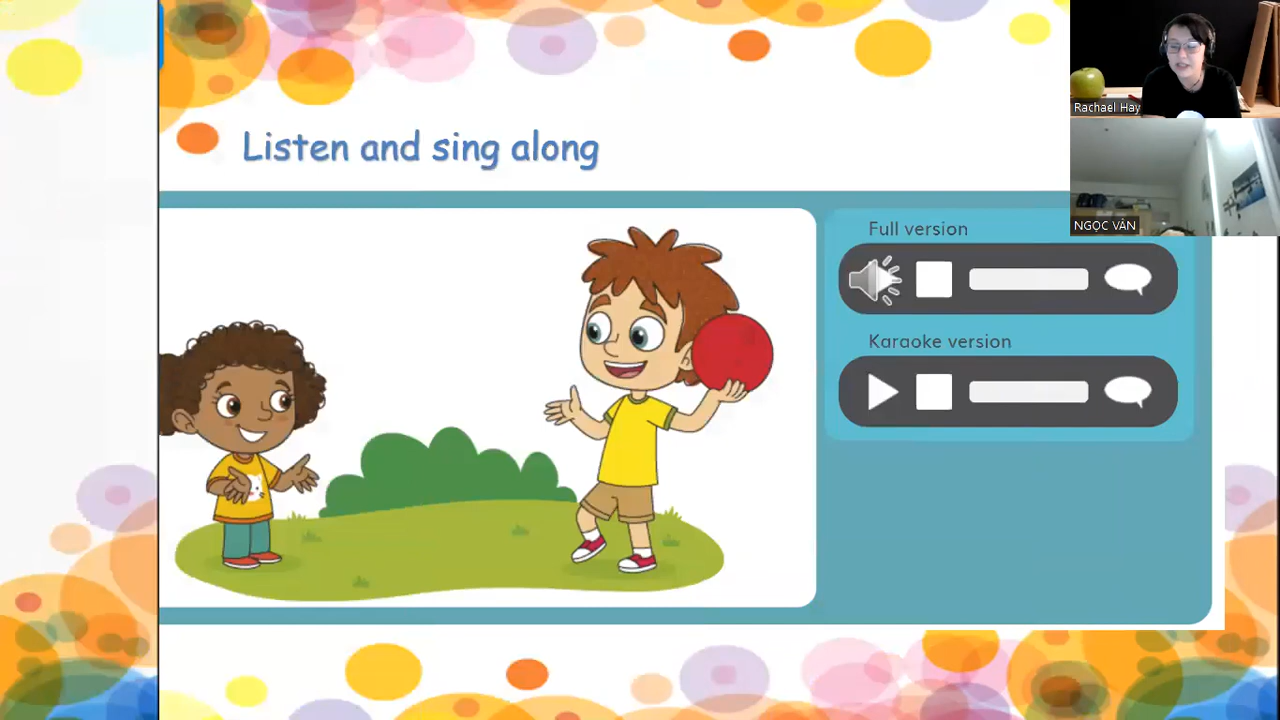 Listen and sing along
Full version
Karaoke version
Rachael Hay
NGỌC VÂN